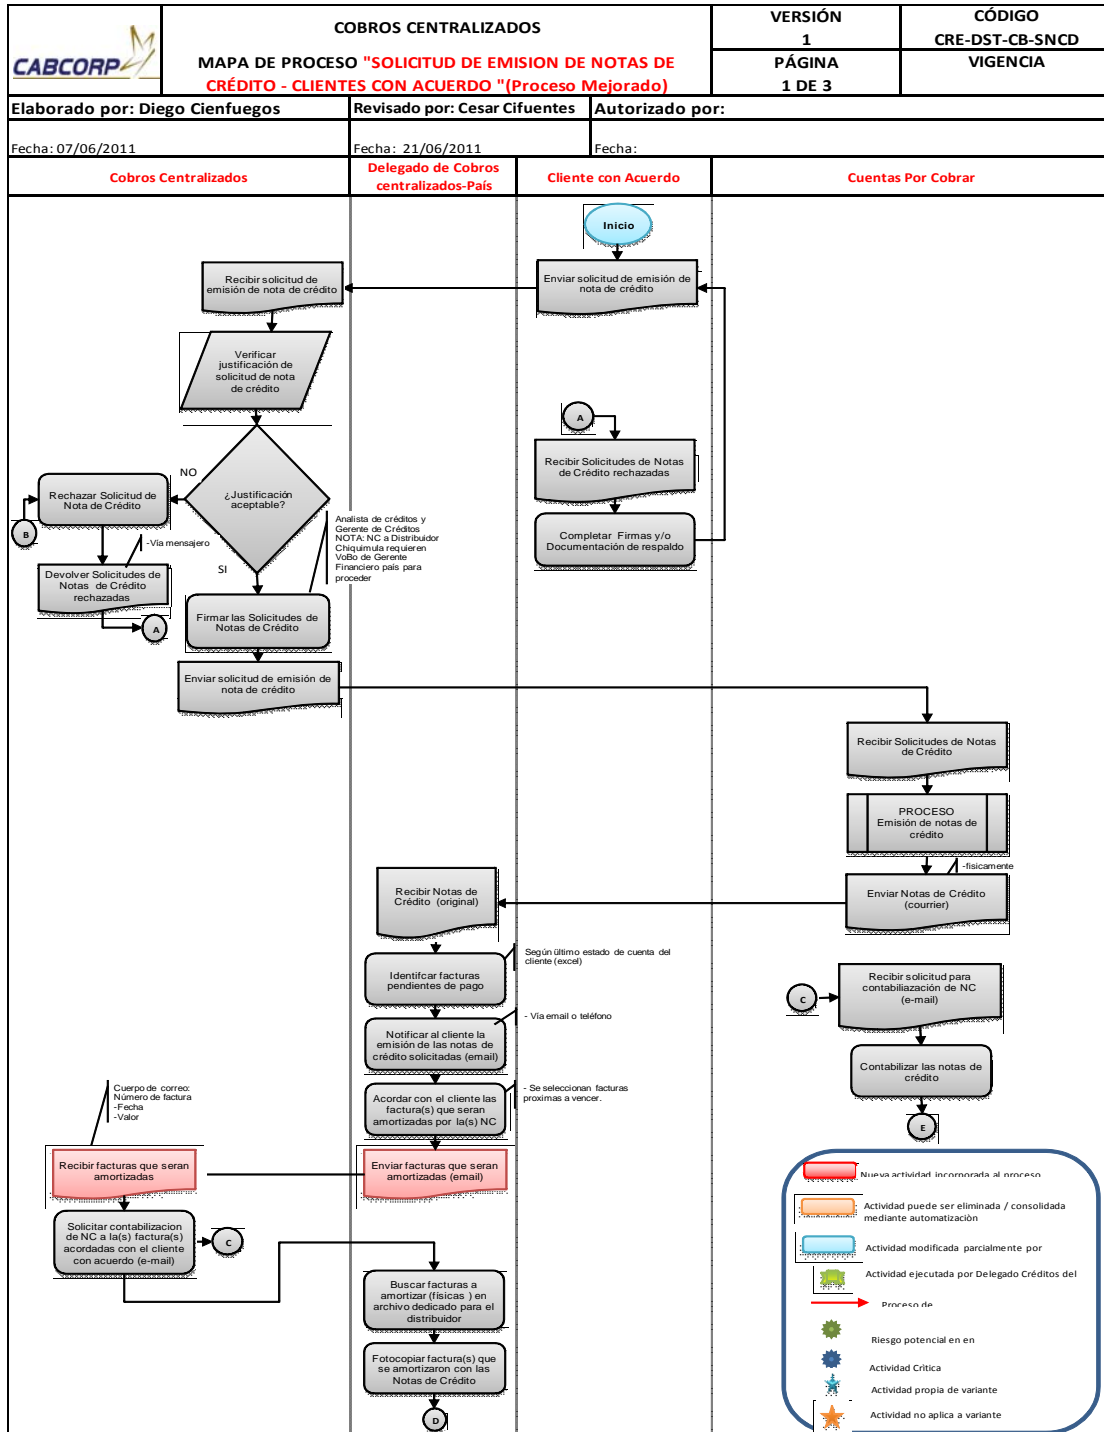 CABCORP
COBROS CENTRALIZADOS
MAPA DE PROCESO "SOLICITUD DE EMISION DE NOTAS DE
CRÉDITO - CLIENTES CON ACUERDO "(Proceso Mejorado)
VERSIÓN
1
CÓDIGO
CRE-DST-CB-SNCD
PÁGINA
1 DE 3
VIGENCIA
Elaborado por: Diego Cienfuegos
Revisado por: Cesar Cifuentes
Autorizado por:
Fecha: 07/06/2011
Fecha: 21/06/2011
Fecha:
Cobros Centralizados
Delegado de Cobros
centralizados-País
Cliente con Acuerdo
Cuentas Por Cobrar
Inicio
Enviar solicitud de emisión de
nota de crédito
Recibir solicitud de
emisión de nota de crédito
Verificar
justificación de
solicitud de nota
de crédito
¿Justificación
aceptable?
NO
SI
Rechazar Solicitud de
Nota de Crédito
B
-Vía mensajero
Devolver Solicitudes de
Notas de Crédito
rechazadas
A
Analista de créditos y
Gerente de Créditos
NOTA: NC a Distribuidor
Chiquimula requieren
VoBo de Gerente
Financiero país para
proceder
Firmar las Solicitudes de
Notas de Crédito
Enviar solicitud de emisión de
nota de crédito
A
Recibir Solicitudes de Notas
de Crédito rechazadas
Completar Firmas y/o
Documentación de respaldo
Recibir Solicitudes de Notas
de Crédito
PROCESO
Emisión de notas de
crédito
-fisicamente
Enviar Notas de Crédito
(courrier)
Recibir Notas de
Crédito (original)
Según último estado de cuenta del
cliente (excel)
Identifcar facturas
pendientes de pago
- Vía email o teléfono
Notificar al cliente la
emisión de las notas de
crédito solicitadas (email)
- Se seleccionan facturas
proximas a vencer.
Acordar con el cliente las
factura(s) que seran
amortizadas por la(s) NC
Enviar facturas que seran
amortizadas (email)
C
Recibir solicitud para
contabiliazación de NC
(e-mail)
Contabilizar las notas de
crédito
E
Cuerpo de correo:
Número de factura
-Fecha
-Valor
Recibir facturas que seran
amortizadas
Solicitar contabilizacion
de NC a la(s) factura(s)
acordadas con el cliente
con acuerdo (e-mail)
C
Buscar facturas a
amortizar (físicas ) en
archivo dedicado para el
distribuidor
Fotocopiar factura(s) que
se amortizaron con las
Notas de Crédito
D
Nueva actividad incorporada al proceso
Actividad puede ser eliminada / consolidada
mediante automatizaciòn
Actividad modificada parcialmente por
Actividad ejecutada por Delegado Créditos del
Proceso de
Riesgo potencial en en
Actividad Crìtica
Actividad propia de variante
Actividad no aplica a variante